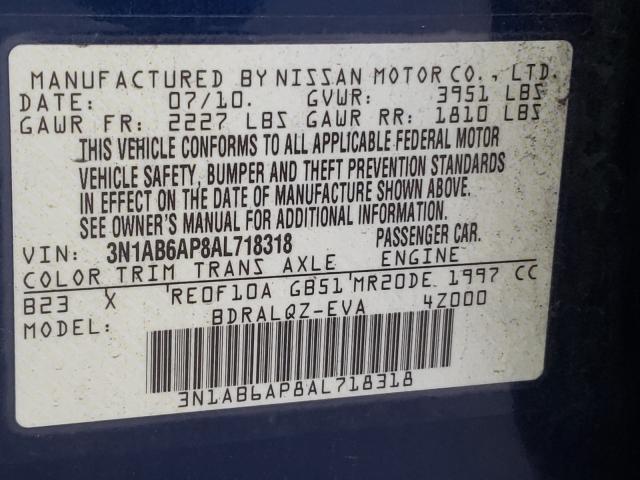 MANUFACTURED BY NISSAN MOTOR CO., LTD.
DATE: 07/10. GVWR: 3951 LBS
GAWR FR: 2227 LBS GAWR RR: 1810 LBS
THIS VEHICLE CONFORMS TO ALL APPLICABLE FEDERAL MOTOR
VEHICLE SAFETY, BUMPER AND THEFT PREVENTION STANDARDS
IN EFFECT ON THE DATE OF MANUFACTURE SHOWN ABOVE.
SEE OWNER'S MANUAL FOR ADDITIONAL INFORMATION.
VIN: 3N1AB6AP8AL718318 PASSENGER CAR.
COLOR TRIM TRANS AXLE ENGINE
B23 X RE0F10A GB51 MR20DE 1997 CC
MODEL: BDRALQZ-EVA 4Z000
3N1AB6AP8AL718318